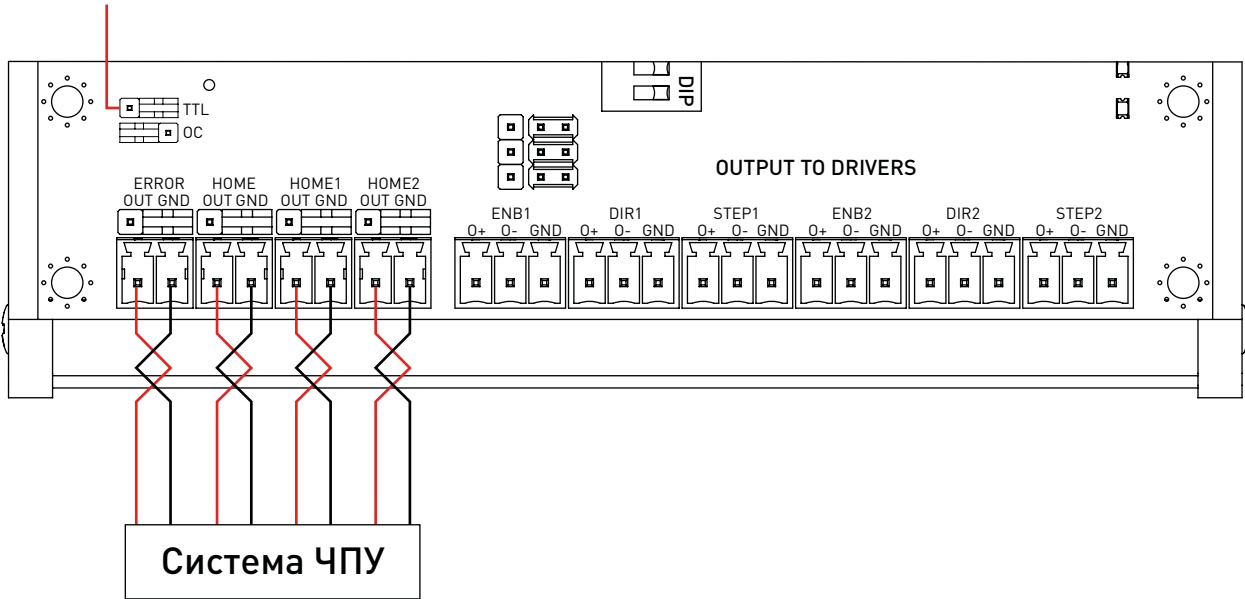 DIP
TTL
OC
OUTPUT TO DRIVERS
ERROR HOME HOME1 HOME2
OUT GND OUT GND OUT GND OUT GND
ENB1 DIR1 STEP1 ENB2 DIR2 STEP2
O+ O- GND O+ O- GND O+ O- GND O+ O- GND O+ O- GND O+ O- GND
Система ЧПУ